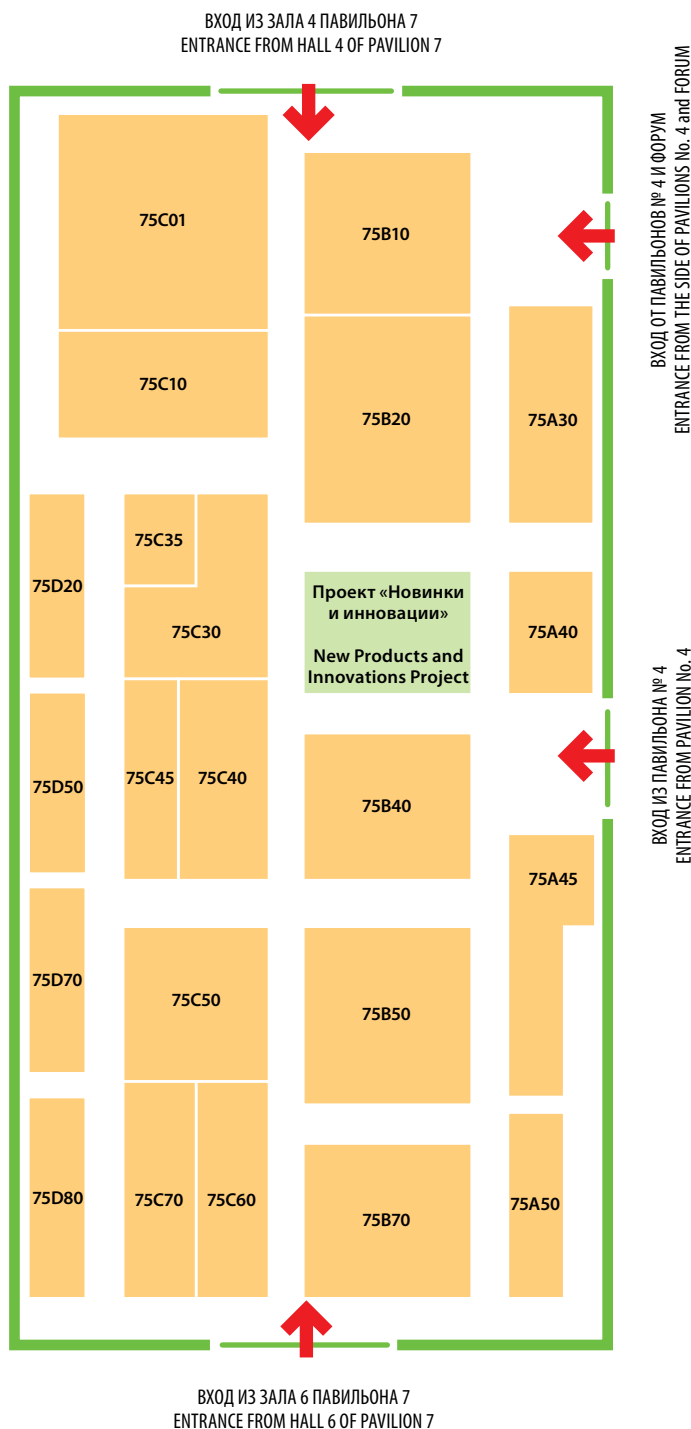 ВХОД ИЗ ЗАЛА 4 ПАВИЛЬОНА 7
ENTRANCE FROM HALL 4 OF PAVILION 7
ВХОД ОТ ПАВИЛЬОНОВ № 4 И ФОРУМ
ENTRANCE FROM THE SIDE OF PAVILIONS No. 4 and FORUM
75C01
75B10
75C10
75B20
75A30
75C35
75D20
75C30
Проект «Новинки
и инновации»
New Products and
Innovations Project
75A40
ВХОД ИЗ ПАВИЛЬОНА № 4
ENTRANCE FROM PAVILION No. 4
75D50
75C45
75C40
75B40
75A45
75D70
75C50
75B50
75D80
75C70
75C60
75B70
75A50
ВХОД ИЗ ЗАЛА 6 ПАВИЛЬОНА 7
ENTRANCE FROM HALL 6 OF PAVILION 7